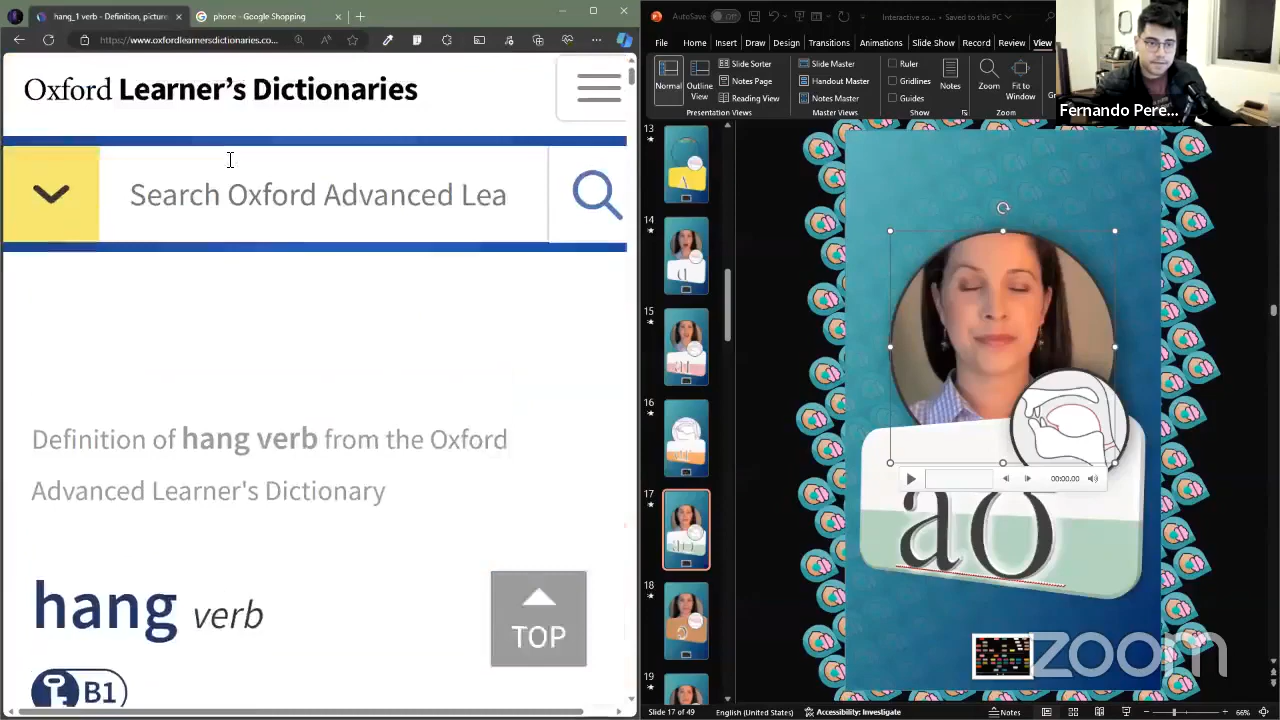 hang_1 verb - Definition, picture
phone - Google Shopping
https://www.oxfordlearnersdictionaries.co...
Oxford Learner's Dictionaries
Search Oxford Advanced Lea
Definition of hang verb from the Oxford
Advanced Learner's Dictionary
hang verb
B1
TOP
AutoSave
Off
Interactive so... • Saved to this PC
File
Home
Insert
Draw
Design
Transitions
Animations
Slide Show
Record
Review
View
Normal
Outline
View
Slide Sorter
Notes Page
Reading View
Presentation Views
Slide Master
Handout Master
Notes Master
Master Views
Ruler
Gridlines
Guides
Show
Notes
Zoom
Fit to
Window
Zoom
Fernando Pere...
13
14
15
16
17
18
19
00:00.00
ao
zoom
Slide 17 of 49
English (United States)
Accessibility: Investigate
Notes
66%